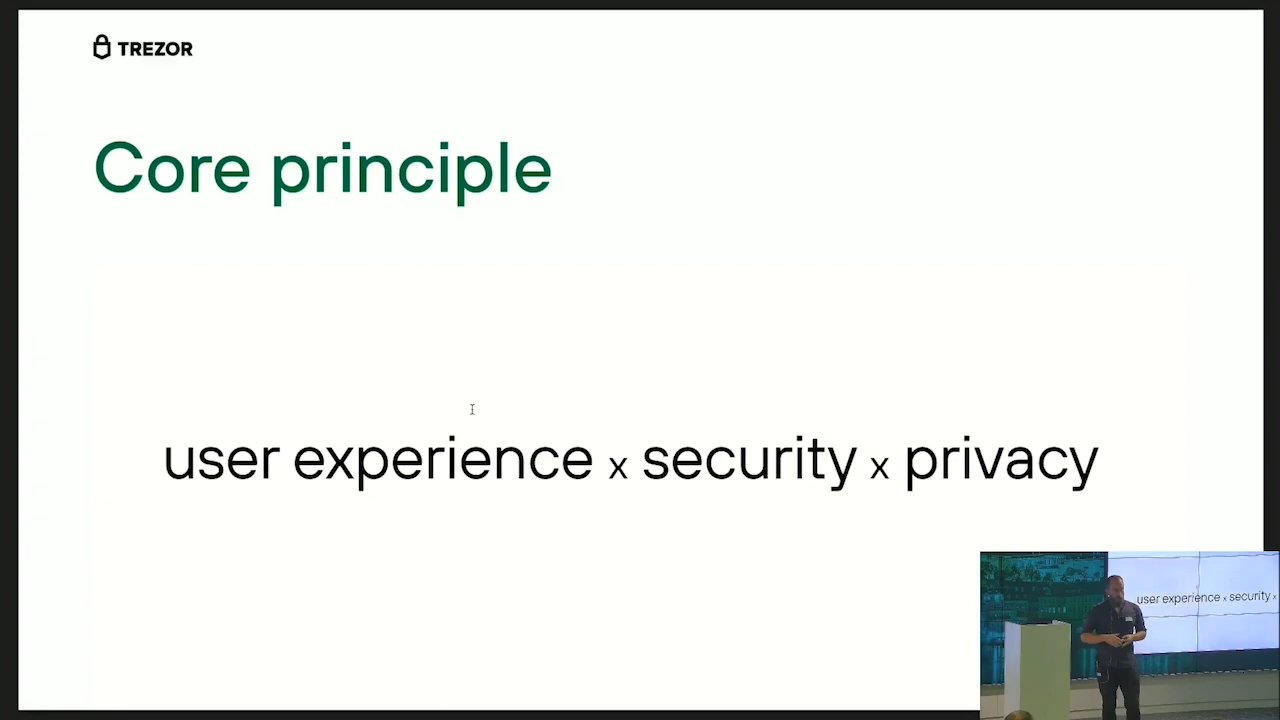 TREZOR
Core principle
user experience x security x privacy
user experience x security x